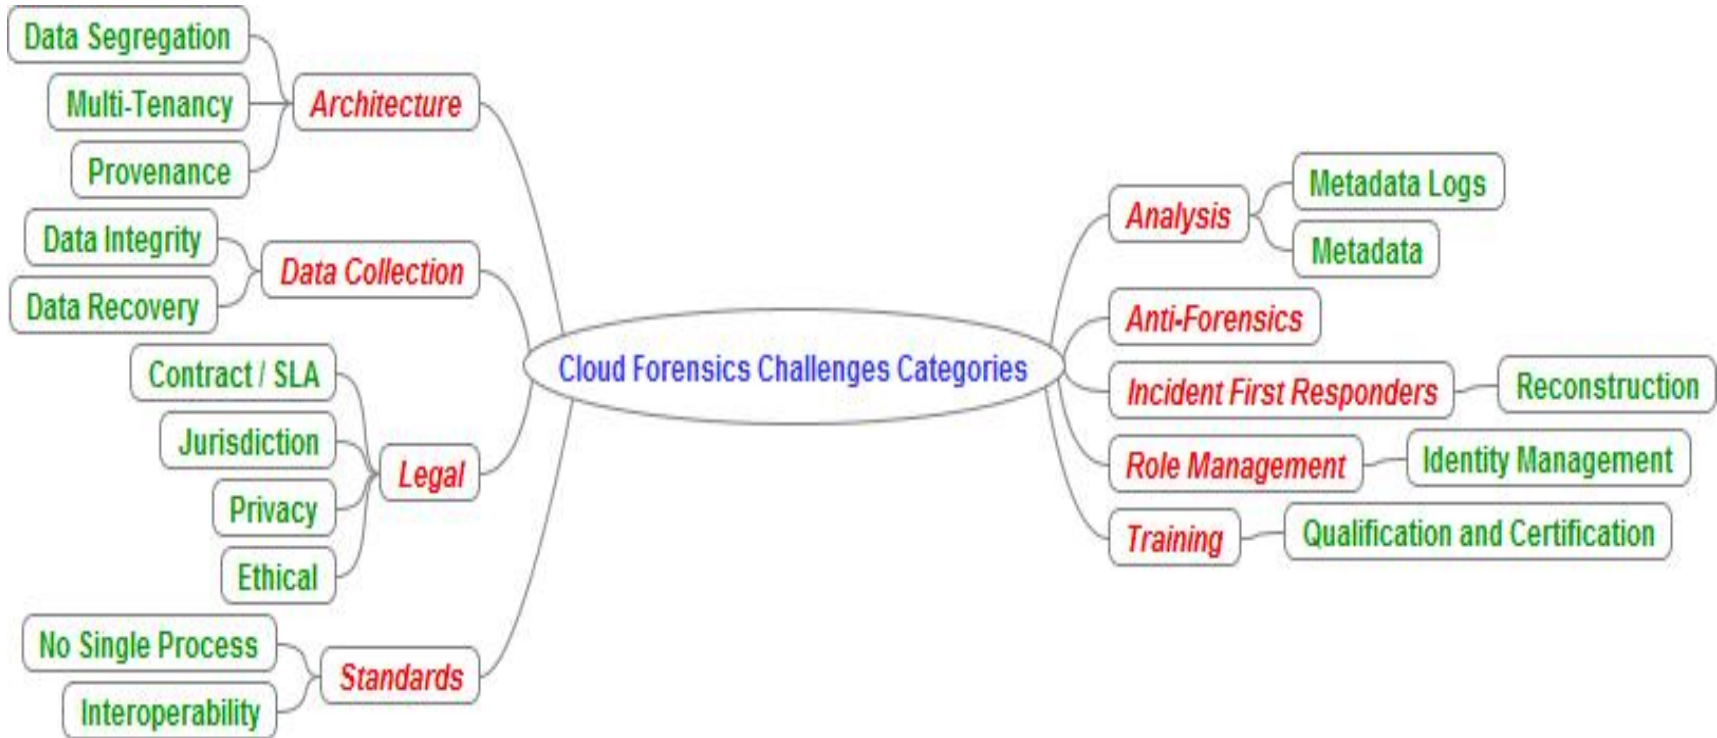 Data Segregation
Multi-Tenancy
Provenance
Architecture
Data Integrity
Data Recovery
Data Collection
Contract / SLA
Jurisdiction
Privacy
Ethical
Legal
No Single Process
Interoperability
Standards
Cloud Forensics Challenges Categories
Analysis
Metadata Logs
Metadata
Anti-Forensics
Incident First Responders
Reconstruction
Role Management
Identity Management
Training
Qualification and Certification